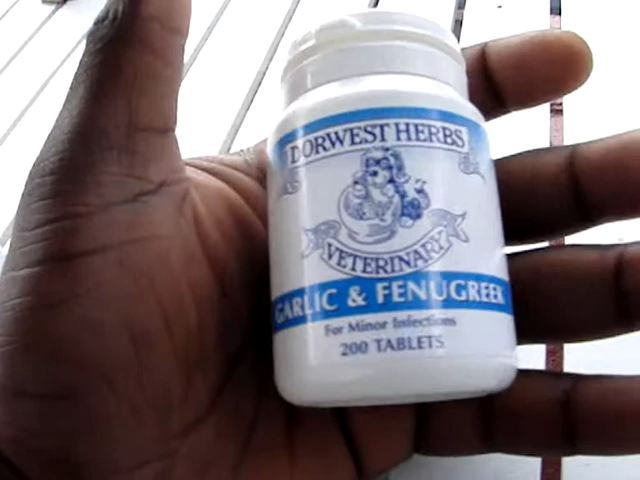 DORWEST HERBS
VETERINARY
GARLIC & FENUGREEK
For Minor Infections
200 TABLETS